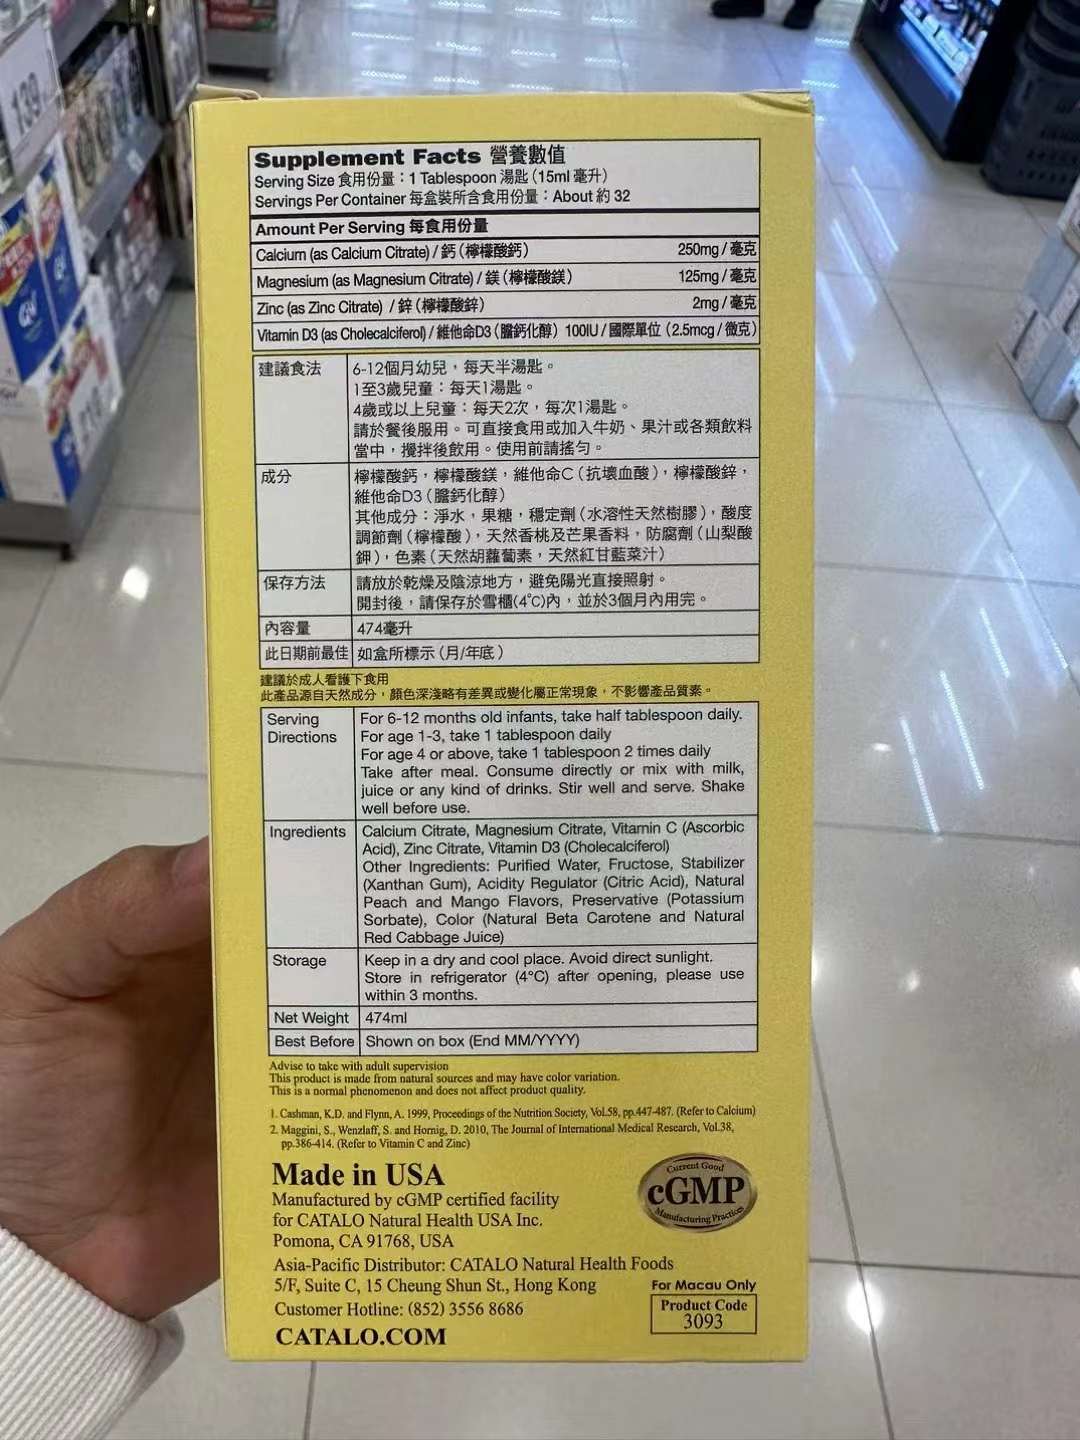 Supplement Facts 營養數值
Serving Size 食用份量：1 Tablespoon 湯匙（15ml 毫升）
Servings Per Container 每盒裝所含食用份量：About 約 32
Amount Per Serving 每食用份量
Calcium (as Calcium Citrate) / 鈣（檸檬酸鈣） 250mg / 毫克
Magnesium (as Magnesium Citrate) / 鎂（檸檬酸鎂） 125mg / 毫克
Zinc (as Zinc Citrate) / 鋅（檸檬酸鋅） 2mg / 毫克
Vitamin D3 (as Cholecalciferol) / 維他命D3（膽鈣化醇） 100IU / 國際單位（2.5mcg / 微克）
建議食法 6-12個月幼兒，每天半湯匙。
1至3歲兒童：每天1湯匙。
4歲或以上兒童：每天2次，每次1湯匙。
請於餐後服用。可直接食用或加入牛奶、果汁或各類飲料
當中，攪拌後飲用。使用前請搖勻。
成分 檸檬酸鈣，檸檬酸鎂，維他命C（抗壞血酸），檸檬酸鋅，
維他命D3（膽鈣化醇）
其他成分：淨水，果糖，穩定劑（水溶性天然樹膠），酸度
調節劑（檸檬酸），天然香桃及芒果香料，防腐劑（山梨酸
鉀），色素（天然胡蘿蔔素，天然紅甘藍菜汁）
保存方法 請放於乾燥及陰涼地方，避免陽光直接照射。
開封後，請保存於雪櫃(4°C)內，並於3個月內用完。
內容量 474毫升
此日期前最佳 如盒所標示（月/年底）
建議於成人看護下食用
此產品源自天然成分，顏色深淺略有差異或變化屬正常現象，不影響產品質素。
Serving Directions For 6-12 months old infants, take half tablespoon daily.
For age 1-3, take 1 tablespoon daily
For age 4 or above, take 1 tablespoon 2 times daily
Take after meal. Consume directly or mix with milk,
juice or any kind of drinks. Stir well and serve. Shake
well before use.
Ingredients Calcium Citrate, Magnesium Citrate, Vitamin C (Ascorbic
Acid), Zinc Citrate, Vitamin D3 (Cholecalciferol)
Other Ingredients: Purified Water, Fructose, Stabilizer
(Xanthan Gum), Acidity Regulator (Citric Acid), Natural
Peach and Mango Flavors, Preservative (Potassium
Sorbate), Color (Natural Beta Carotene and Natural
Red Cabbage Juice)
Storage Keep in a dry and cool place. Avoid direct sunlight.
Store in refrigerator (4°C) after opening, please use
within 3 months.
Net Weight 474ml
Best Before Shown on box (End MM/YYYY)
Advise to take with adult supervision
This product is made from natural sources and may have color variation.
This is a normal phenomenon and does not affect product quality.
1. Cashman, K.D. and Flynn, A. 1999, Proceedings of the Nutrition Society, Vol.58, pp.447-487. (Refer to Calcium)
2. Maggini, S., Wenzlaff, S. and Hornig, D. 2010, The Journal of International Medical Research, Vol.38,
pp.386-414. (Refer to Vitamin C and Zinc)
Made in USA
Manufactured by cGMP certified facility
for CATALO Natural Health USA Inc.
Pomona, CA 91768, USA
Current Good
cGMP
Manufacturing Practices
Asia-Pacific Distributor: CATALO Natural Health Foods
5/F, Suite C, 15 Cheung Shun St., Hong Kong
Customer Hotline: (852) 3556 8686
CATALO.COM
For Macau Only
Product Code
3093
139